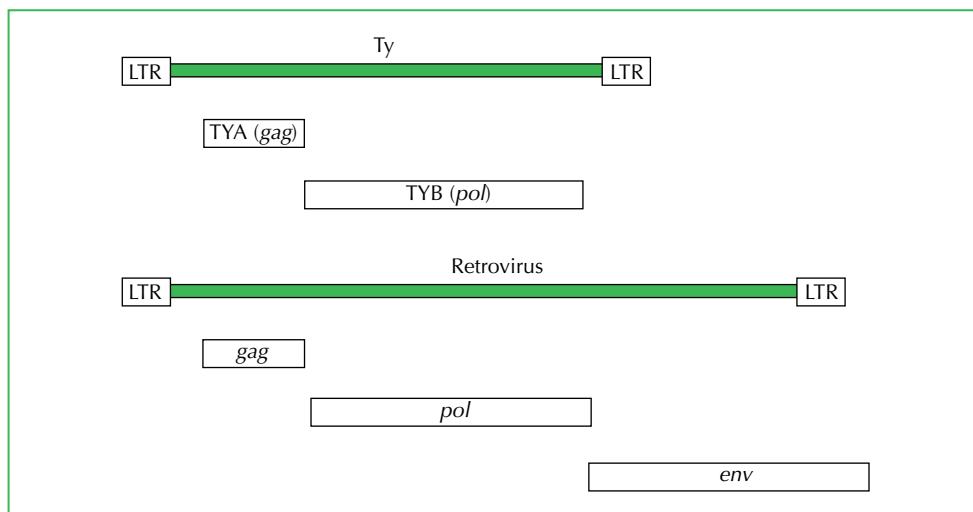 Ty
LTR LTR
TYA (gag)
TYB (pol)
Retrovirus
LTR LTR
gag
pol
env